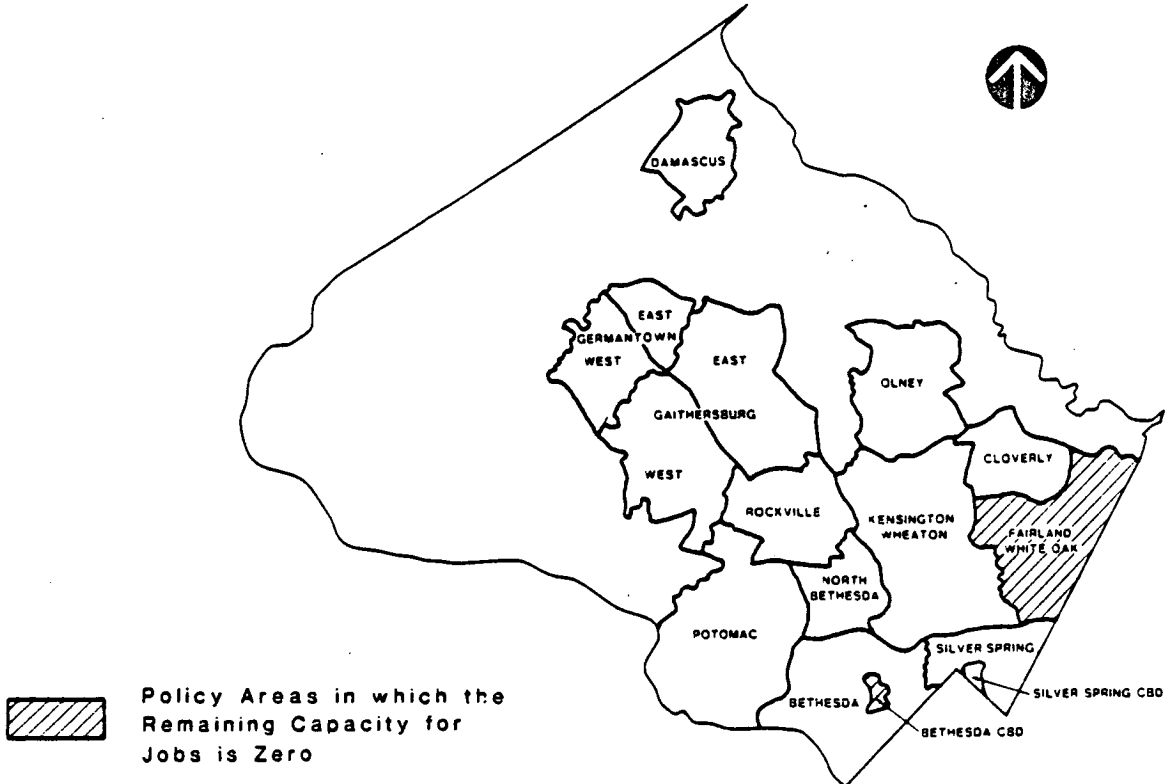 DAMASCUS
EAST
GERMANTOWN
WEST
EAST
OLNEY
GAITHERSBURG
CLOVERLY
WEST
ROCKVILLE
KENSINGTON
WHEATON
FAIRLAND
WHITE OAK
NORTH
BETHESDA
POTOMAC
SILVER SPRING
SILVER SPRING CBD
BETHESDA
BETHESDA CBD
Policy Areas in which the
Remaining Capacity for
Jobs is Zero